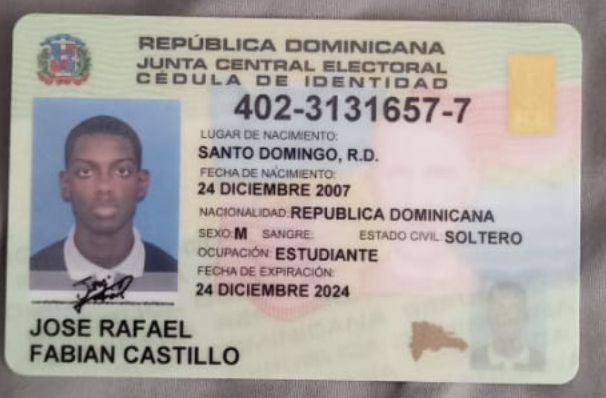 REPÚBLICA DOMINICANA
JUNTA CENTRAL ELECTORAL
CÉDULA DE IDENTIDAD
402-3131657-7
LUGAR DE NACIMIENTO:
SANTO DOMINGO, R.D.
FECHA DE NACIMIENTO:
24 DICIEMBRE 2007
NACIONALIDAD: REPUBLICA DOMINICANA
SEXO: M SANGRE: ESTADO CIVIL: SOLTERO
OCUPACIÓN: ESTUDIANTE
FECHA DE EXPIRACIÓN:
24 DICIEMBRE 2024
JOSE RAFAEL
FABIAN CASTILLO